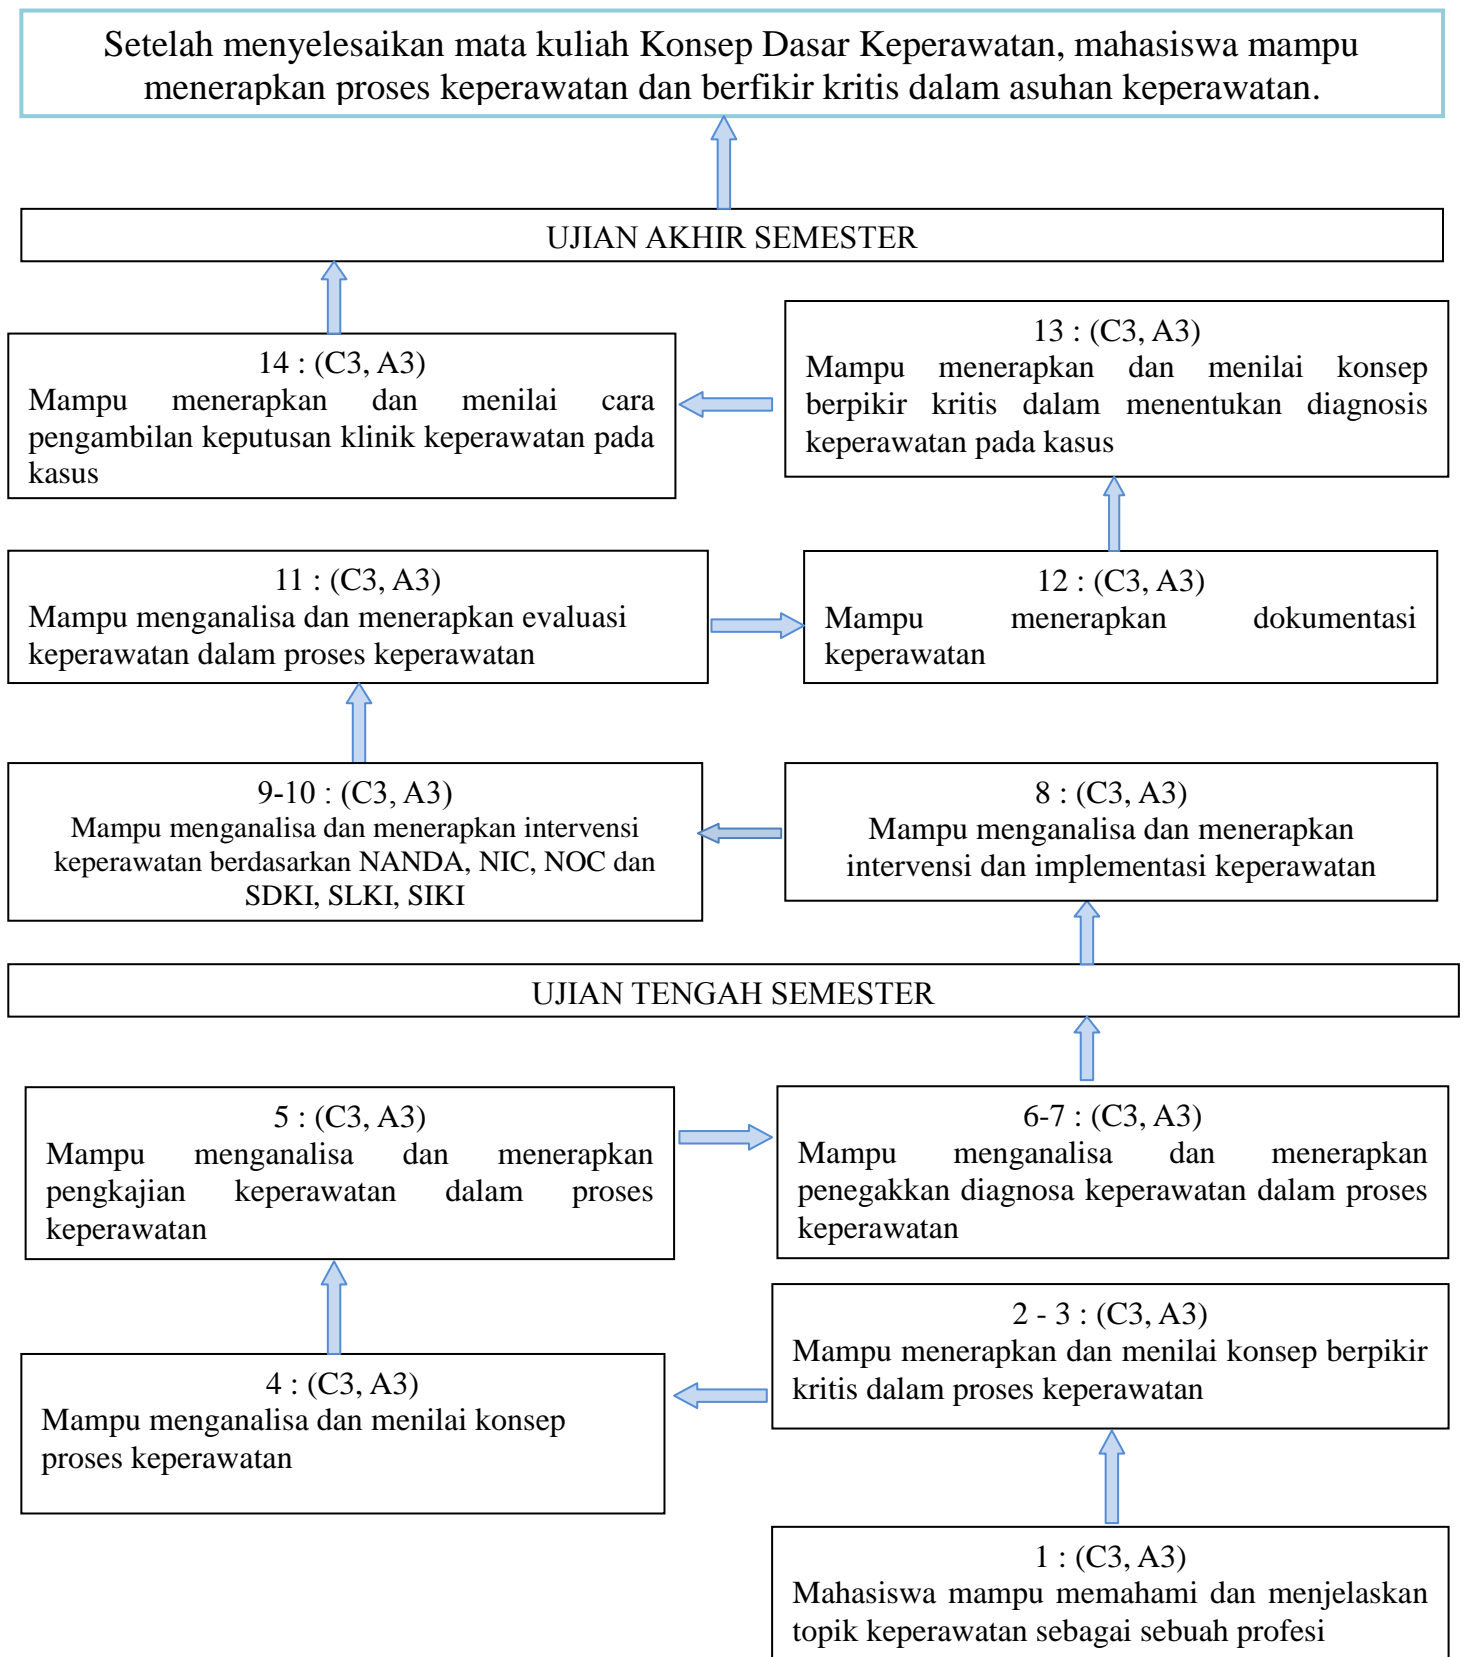 Setelah menyelesaikan mata kuliah Konsep Dasar Keperawatan, mahasiswa mampu
menerapkan proses keperawatan dan berfikir kritis dalam asuhan keperawatan.
UJIAN AKHIR SEMESTER
14 : (C3, A3)
Mampu menerapkan dan menilai cara
pengambilan keputusan klinik keperawatan pada
kasus
13 : (C3, A3)
Mampu menerapkan dan menilai konsep
berpikir kritis dalam menentukan diagnosis
keperawatan pada kasus
11 : (C3, A3)
Mampu menganalisa dan menerapkan evaluasi
keperawatan dalam proses keperawatan
12 : (C3, A3)
Mampu menerapkan dokumentasi
keperawatan
9-10 : (C3, A3)
Mampu menganalisa dan menerapkan intervensi
keperawatan berdasarkan NANDA, NIC, NOC dan
SDKI, SLKI, SIKI
8 : (C3, A3)
Mampu menganalisa dan menerapkan
intervensi dan implementasi keperawatan
UJIAN TENGAH SEMESTER
5 : (C3, A3)
Mampu menganalisa dan menerapkan
pengkajian keperawatan dalam proses
keperawatan
6-7 : (C3, A3)
Mampu menganalisa dan menerapkan
penegakkan diagnosa keperawatan dalam proses
keperawatan
4 : (C3, A3)
Mampu menganalisa dan menilai konsep
proses keperawatan
2 - 3 : (C3, A3)
Mampu menerapkan dan menilai konsep berpikir
kritis dalam proses keperawatan
1 : (C3, A3)
Mahasiswa mampu memahami dan menjelaskan
topik keperawatan sebagai sebuah profesi